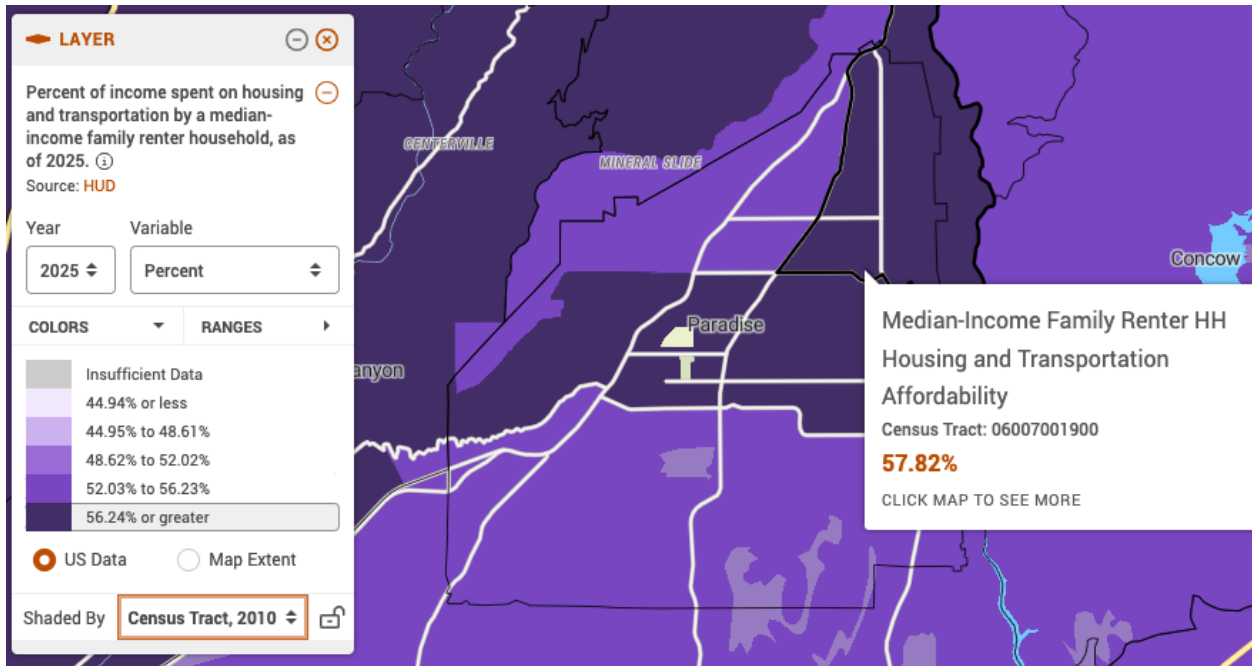 LAYER
Percent of income spent on housing
and transportation by a median-
income family renter household, as
of 2025.
Source: HUD
Year Variable
2025 Percent
COLORS RANGES
Insufficient Data
44.94% or less
44.95% to 48.61%
48.62% to 52.02%
52.03% to 56.23%
56.24% or greater
US Data Map Extent
Shaded By Census Tract, 2010
CENTERVILLE
MINERAL SLIDE
Concow
Paradise
anyon
Median-Income Family Renter HH
Housing and Transportation
Affordability
Census Tract: 06007001900
57.82%
CLICK MAP TO SEE MORE